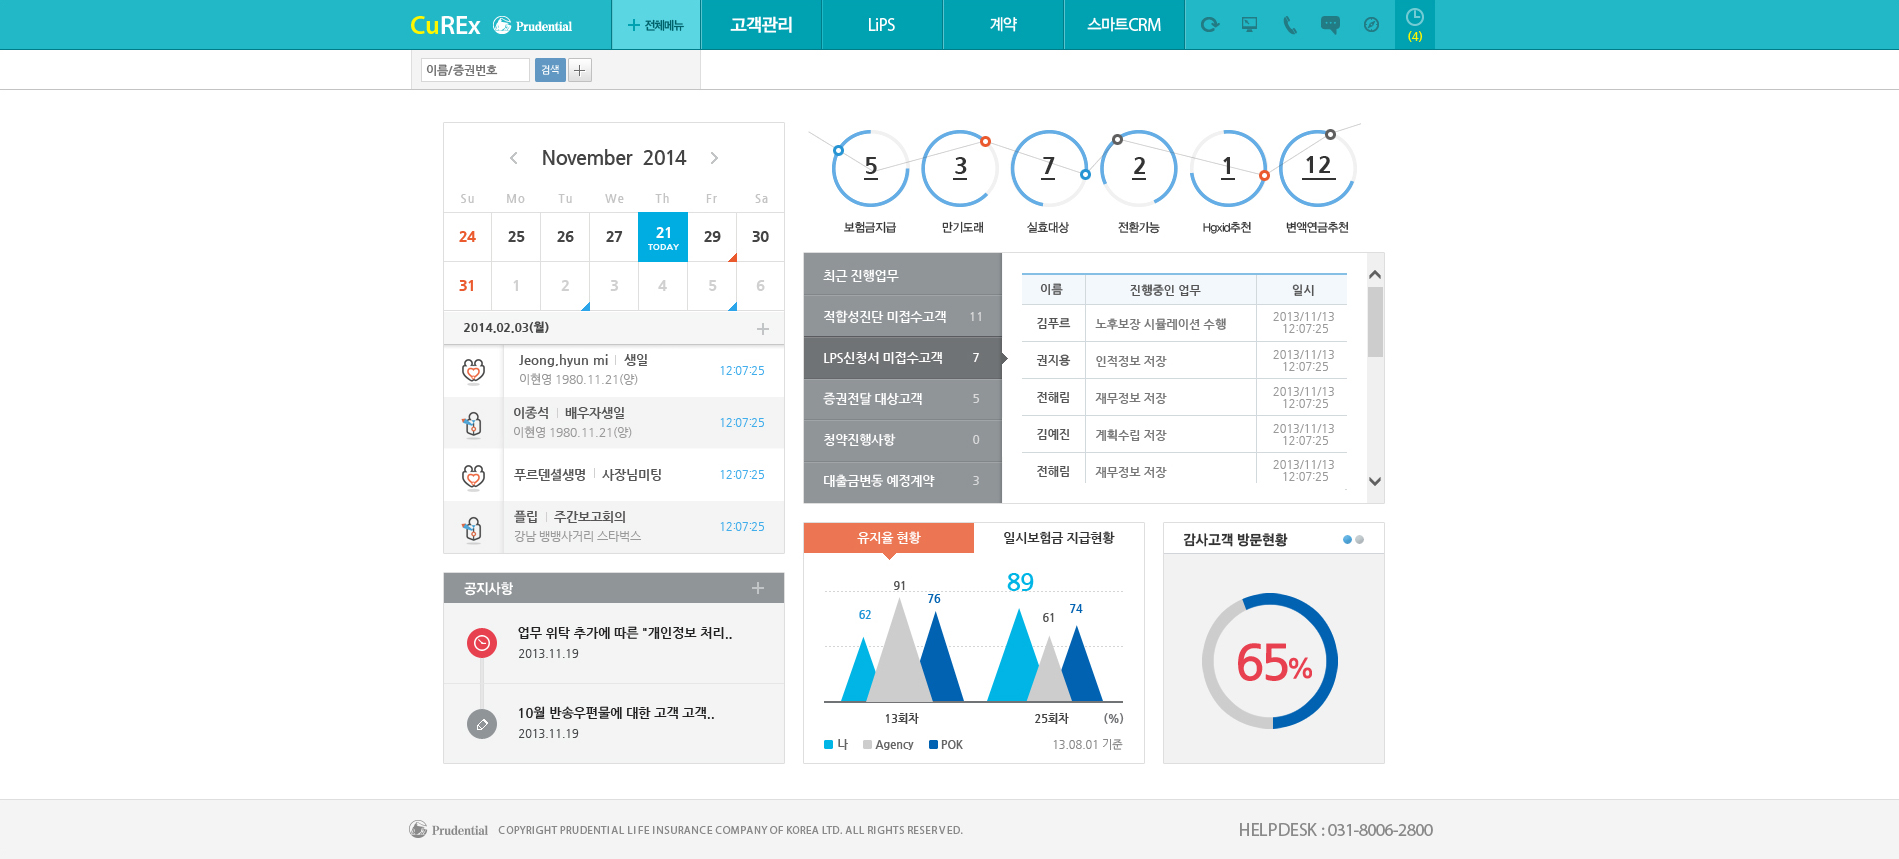 CuREx Prudential
전체메뉴
고객관리
LiPS
계약
스마트CRM
(4)
이름/증권번호
검색
November 2014
Su Mo Tu We Th Fr Sa
24 25 26 27 21 29 30
TODAY
31 1 2 3 4 5 6
2014.02.03(월)
Jeong,hyun mi 생일
이현영 1980.11.21(양)
12:07:25
이종석 배우자생일
이현영 1980.11.21(양)
12:07:25
푸르덴셜생명 사장님미팅
12:07:25
플립 주간보고회의
강남 뱅뱅사거리 스타벅스
12:07:25
공지사항
업무 위탁 추가에 따른 "개인정보 처리..
2013.11.19
10월 반송우편물에 대한 고객 고객..
2013.11.19
5 3 7 2 1 12
보험금지급 만기도래 실효대상 전환가능 Hgxid추천 변액연금추천
최근 진행업무
적합성진단 미접수고객 11
LPS신청서 미접수고객 7
증권전달 대상고객 5
청약진행사항 0
대출금변동 예정계약 3
이름 진행중인 업무 일시
김푸르 노후보장 시뮬레이션 수행 2013/11/13
12:07:25
권지용 인적정보 저장 2013/11/13
12:07:25
전해림 재무정보 저장 2013/11/13
12:07:25
김예진 계획수립 저장 2013/11/13
12:07:25
전해림 재무정보 저장 2013/11/13
12:07:25
유지율 현황
일시보험금 지급현황
62 91 76 89 61 74
13회차 25회차 (%)
나 Agency POK 13.08.01 기준
감사고객 방문현황
65%
Prudential COPYRIGHT PRUDENTIAL LIFE INSURANCE COMPANY OF KOREA LTD. ALL RIGHTS RESERVED.
HELPDESK : 031-8006-2800